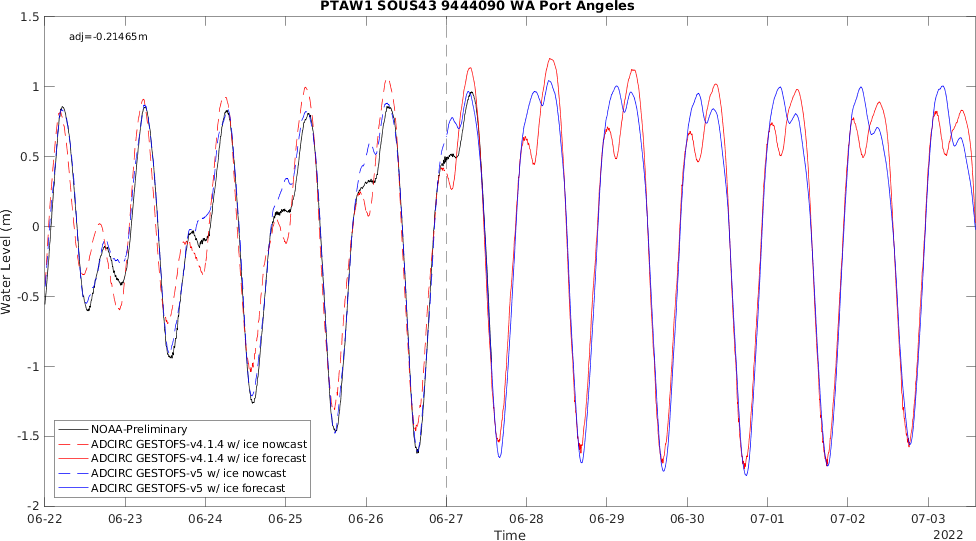 PTAW1 SOUS43 9444090 WA Port Angeles
adj=-0.21465m
1.5
1
0.5
0
-0.5
-1
-1.5
-2
Water Level (m)
NOAA-Preliminary
ADCIRC GESTOFS-v4.1.4 w/ ice nowcast
ADCIRC GESTOFS-v4.1.4 w/ ice forecast
ADCIRC GESTOFS-v5 w/ ice nowcast
ADCIRC GESTOFS-v5 w/ ice forecast
06-22 06-23 06-24 06-25 06-26 06-27 06-28 06-29 06-30 07-01 07-02 07-03
Time
2022